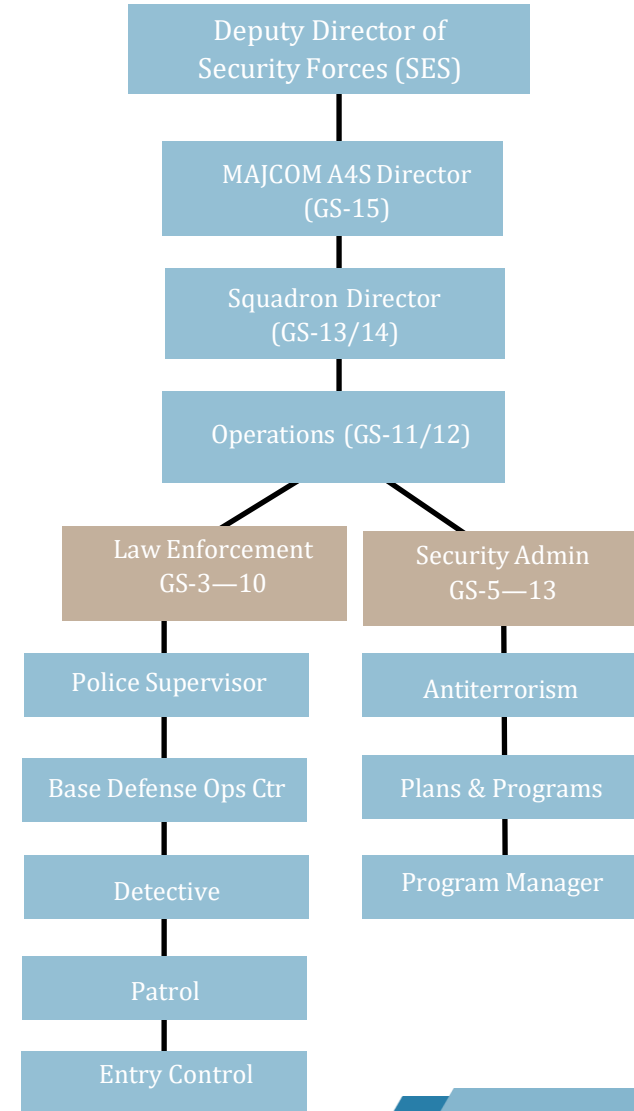 Deputy Director of
Security Forces (SES)
MAJCOM A4S Director
(GS-15)
Squadron Director
(GS-13/14)
Operations (GS-11/12)
Law Enforcement
GS-3—10
Security Admin
GS-5—13
Police Supervisor
Antiterrorism
Base Defense Ops Ctr
Plans & Programs
Detective
Program Manager
Patrol
Entry Control